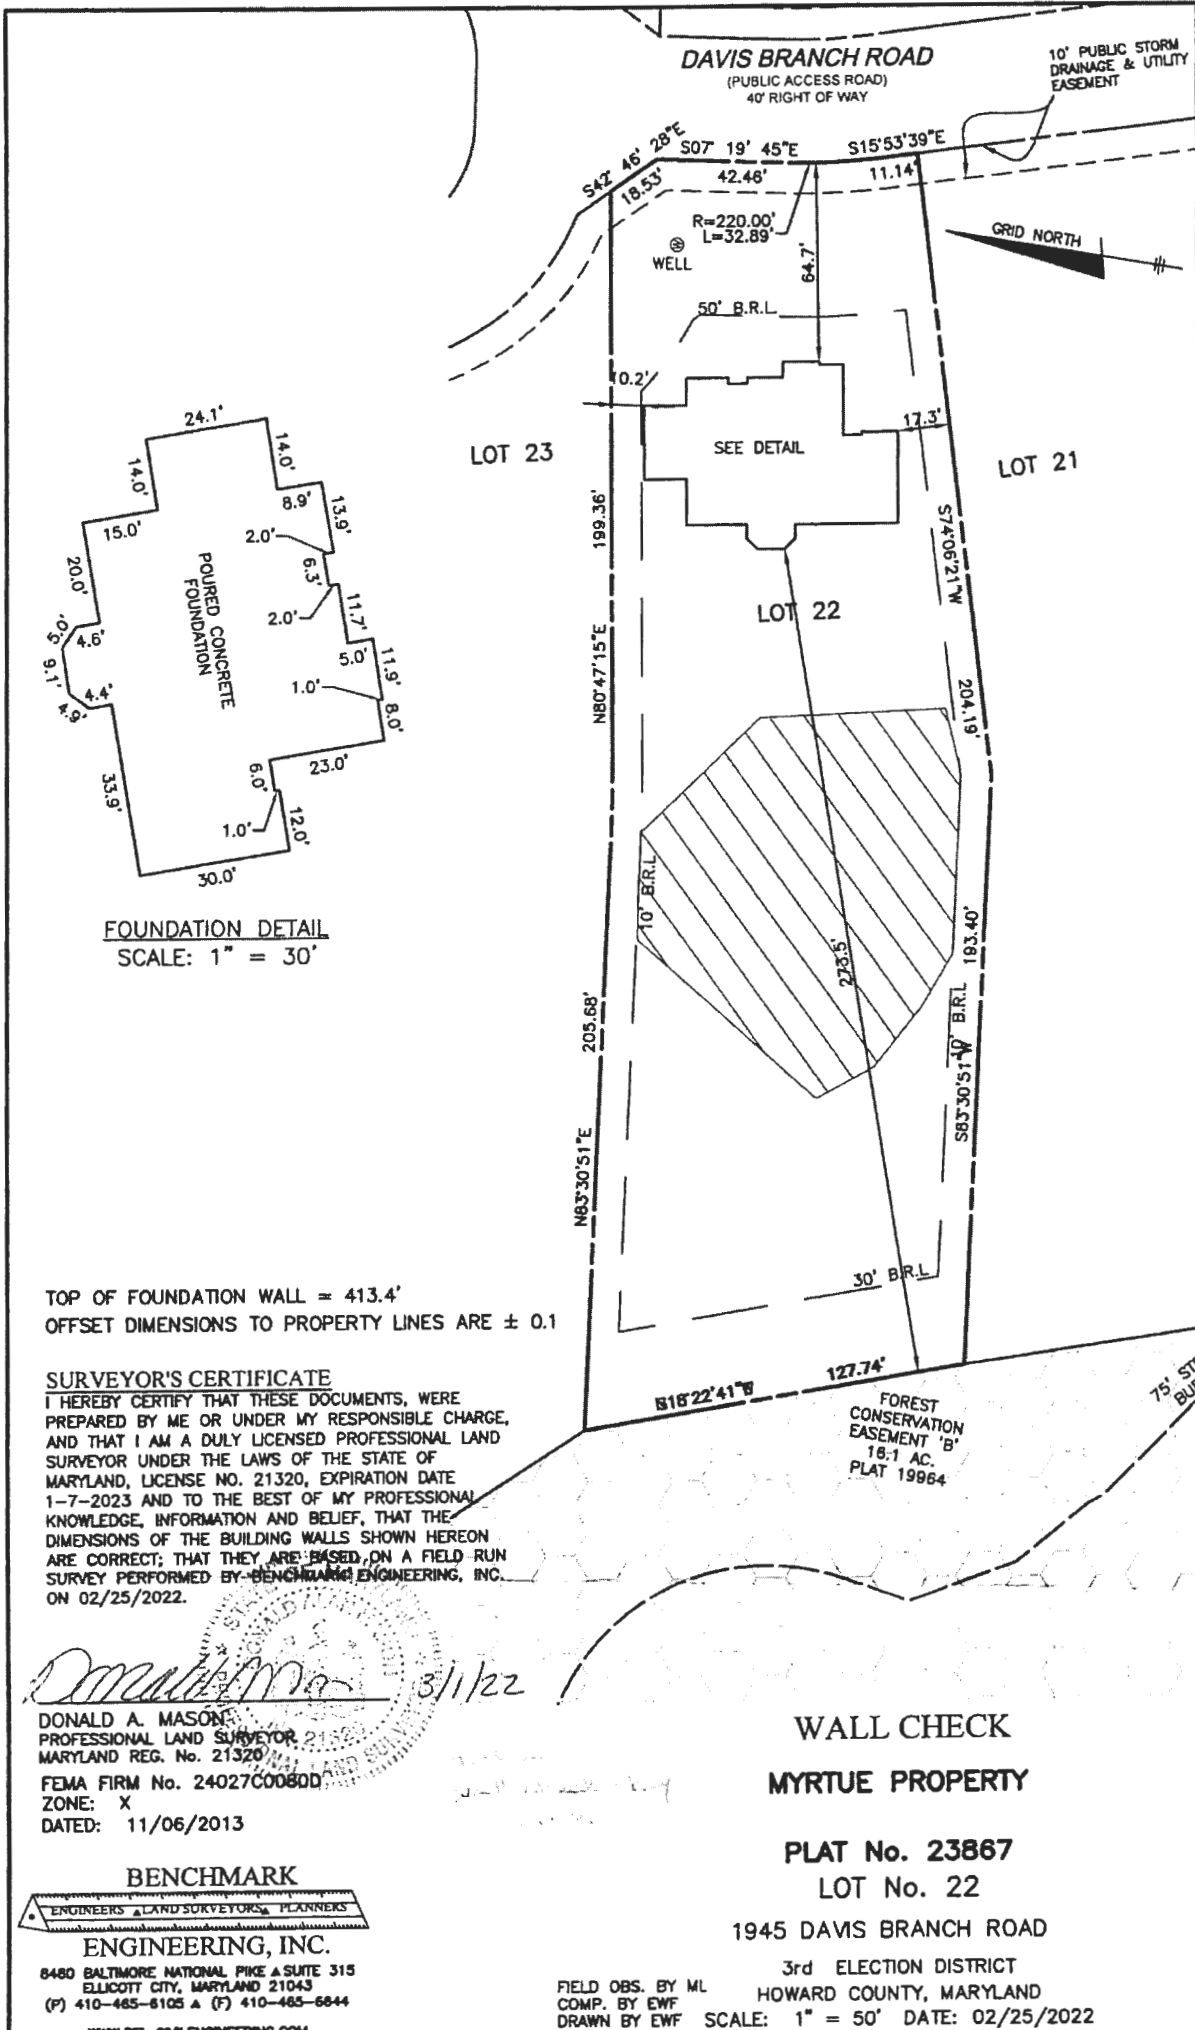 DAVIS BRANCH ROAD
(PUBLIC ACCESS ROAD)
40' RIGHT OF WAY
10' PUBLIC STORM
DRAINAGE & UTILITY
EASEMENT
S42° 46' 28"E
18.53'
S07° 19' 45"E
42.46'
S15°53'39"E
11.14'
R=220.00'
L=32.89'
WELL
64.7'
GRID NORTH
50' B.R.L
10.2'
17.3'
SEE DETAIL
LOT 23
LOT 21
LOT 22
199.36'
N80°47'15"E
S74°06'21"W
204.19'
10' B.R.L
273.5'
193.40'
10' B.R.L
S83°30'51"W
205.68'
N83°30'51"E
30' B.R.L
127.74'
24.1'
14.0'
14.0'
8.9'
13.9'
15.0'
2.0'
20.0'
6.3'
POURED CONCRETE
FOUNDATION
2.0'
11.7'
5.0'
4.6'
5.0'
11.9'
9.1'
4.4'
4.9'
1.0'
8.0'
23.0'
6.0'
33.9'
1.0'
12.0'
30.0'
FOUNDATION DETAIL
SCALE: 1" = 30'
TOP OF FOUNDATION WALL = 413.4'
OFFSET DIMENSIONS TO PROPERTY LINES ARE ± 0.1
FOREST
CONSERVATION
EASEMENT 'B'
16.1 AC.
PLAT 19964
75'
SURVEYOR'S CERTIFICATE
I HEREBY CERTIFY THAT THESE DOCUMENTS, WERE
PREPARED BY ME OR UNDER MY RESPONSIBLE CHARGE,
AND THAT I AM A DULY LICENSED PROFESSIONAL LAND
SURVEYOR UNDER THE LAWS OF THE STATE OF
MARYLAND, LICENSE NO. 21320, EXPIRATION DATE
1-7-2023 AND TO THE BEST OF MY PROFESSIONAL
KNOWLEDGE, INFORMATION AND BELIEF, THAT THE
DIMENSIONS OF THE BUILDING WALLS SHOWN HEREON
ARE CORRECT; THAT THEY ARE BASED ON A FIELD RUN
SURVEY PERFORMED BY BENCHMARK ENGINEERING, INC.
ON 02/25/2022.
3/1/22
DONALD A. MASON
PROFESSIONAL LAND SURVEYOR
MARYLAND REG. No. 21320
FEMA FIRM No. 24027C0080D
ZONE: X
DATED: 11/06/2013
BENCHMARK
ENGINEERS ▲ LAND SURVEYORS ▲ PLANNERS
ENGINEERING, INC.
8480 BALTIMORE NATIONAL PIKE ▲ SUITE 315
ELLICOTT CITY, MARYLAND 21043
(P) 410-465-6105 ▲ (F) 410-465-6644
WALL CHECK
MYRTUE PROPERTY
PLAT No. 23867
LOT No. 22
1945 DAVIS BRANCH ROAD
3rd ELECTION DISTRICT
HOWARD COUNTY, MARYLAND
FIELD OBS. BY ML
COMP. BY EWF
DRAWN BY EWF
SCALE: 1" = 50' DATE: 02/25/2022